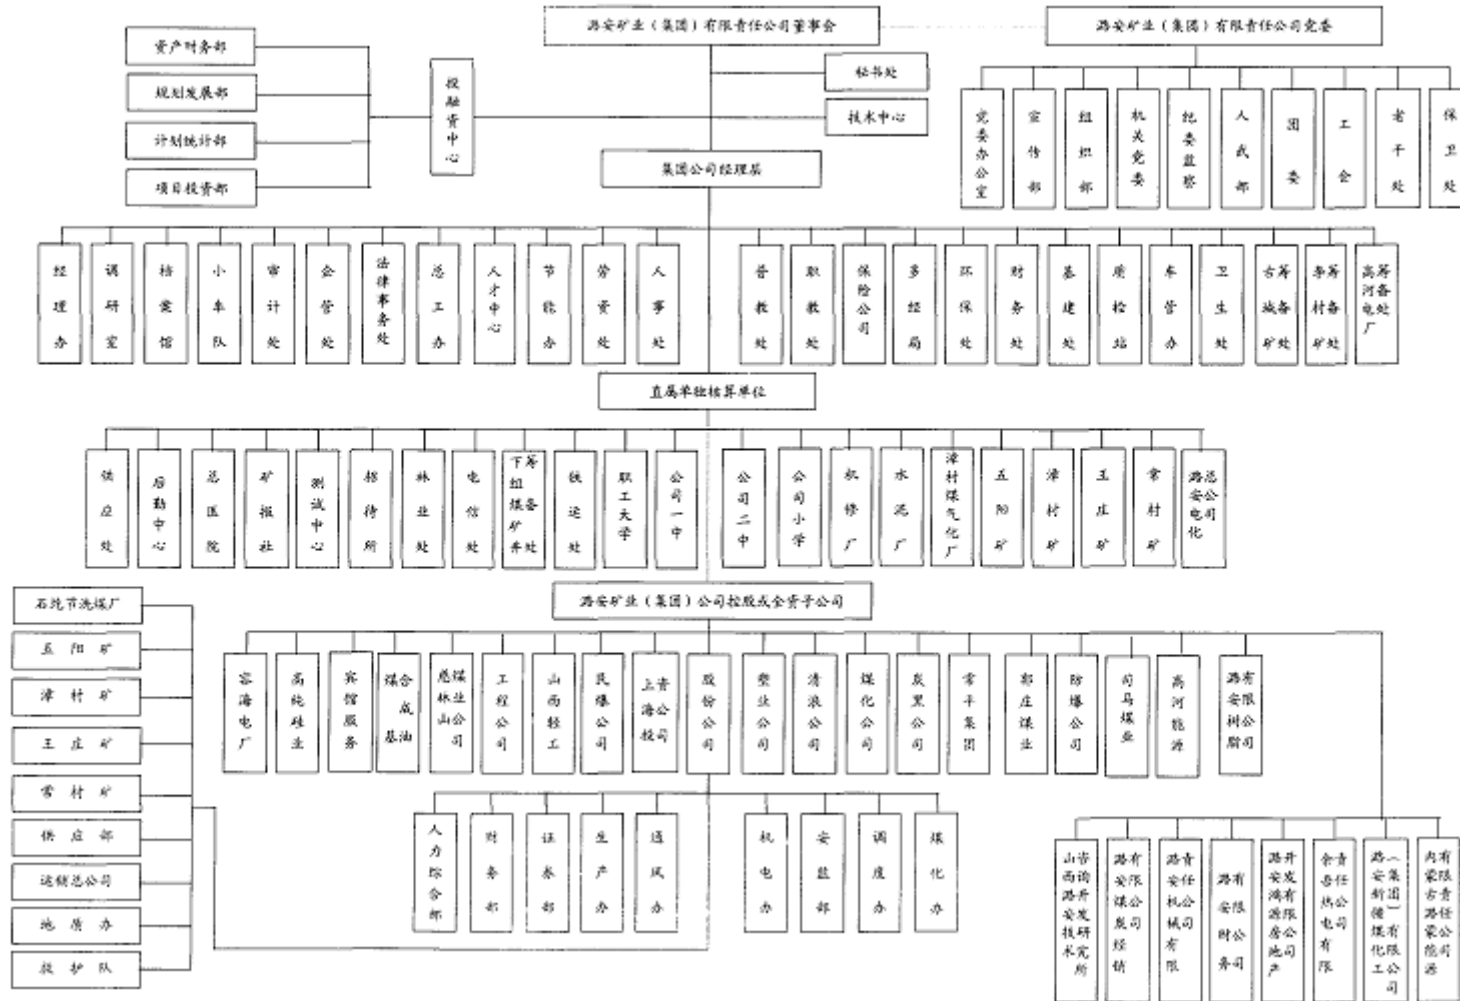 潞安矿业（集团）有限责任公司董事会
潞安矿业（集团）有限责任公司党委
资产财务部
规划发展部
计划统计部
项目投资部
投融资中心
秘书处
技术中心
集团公司经理层
党委办公室
宣传部
组织部
机关党委
纪委监察
人武部
团委
工会
老干处
保卫处
经理办
调研室
档案馆
小车队
审计处
企管处
法律事务处
总工办
人才中心
节能办
劳资处
人事处
普教处
职教处
保险公司
多经局
环保处
财务处
基建处
质检站
车管办
卫生处
古城矿筹备处
李村矿筹备处
高河电厂筹备处
直属单独核算单位
供应处
后勤中心
总医院
矿报社
测试中心
招待所
林业处
电信处
下组煤矿井筹备处
铁运处
职工大学
公司一中
公司二中
公司小学
机修厂
水泥厂
漳村煤气化厂
五阳矿
漳村矿
王庄矿
常村矿
潞安电化总公司
潞安矿业（集团）公司控股或全资子公司
石圪节洗煤厂
五阳矿
漳村矿
王庄矿
常村矿
供应部
运销总公司
地质办
救护队
容海电厂
高纯硅业
宾馆服务
煤基合成油
慈林山煤业公司
工程公司
山西轻工
民爆公司
上海投资公司
股份公司
塑业公司
清浪公司
煤化公司
炭黑公司
常平集团
郭庄煤业
防爆公司
司马煤业
高河能源
潞安树脂有限公司
人力综合部
财务部
证券部
生产办
通风办
机电办
安监部
调度办
煤化办
山西潞安技术咨询开发研究所
潞安煤炭经销有限公司
潞安机械有限责任公司
潞安财务有限公司
潞安鸿源房地产开发有限公司
余吾热电有限责任公司
潞安新疆煤化工（集团）有限公司
内蒙古潞蒙能源有限责任公司